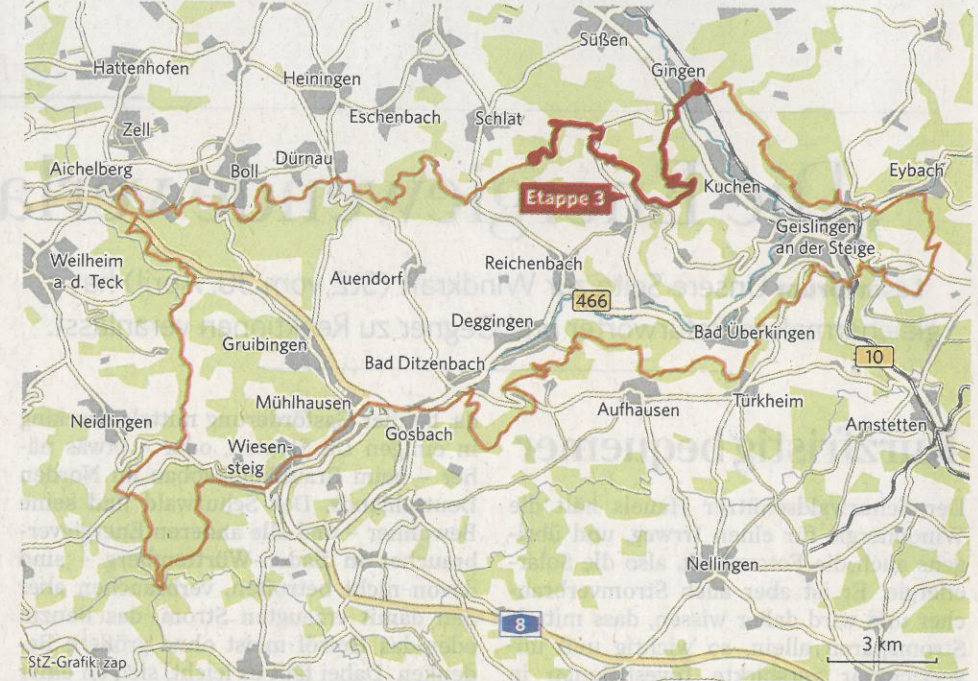 Süßen
Hattenhofen
Heiningen
Gingen
Eschenbach
Schlat
Zell
Dürnau
Aichelberg
Boll
Eybach
Kuchen
Etappe 3
Geislingen
an der Steige
Weilheim
a. d. Teck
Auendorf
Reichenbach
466
Deggingen
Bad Überkingen
Gruibingen
Bad Ditzenbach
10
Mühlhausen
Aufhausen
Türkheim
Neidlingen
Gosbach
Amstetten
Wiesen-
steig
Nellingen
8
3 km
StZ-Grafik: zap